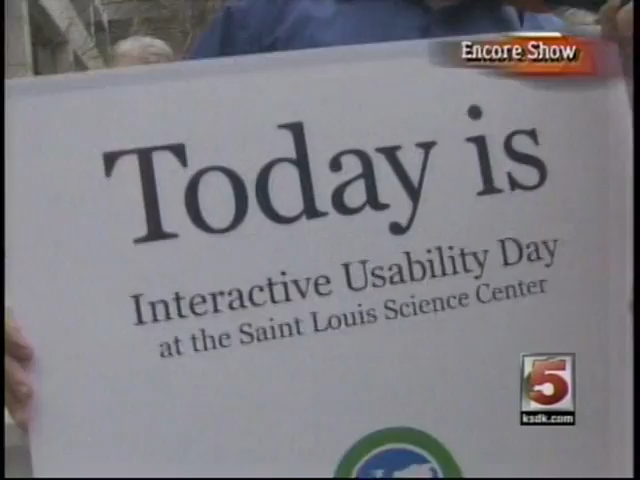 Encore Show
Today is
Interactive Usability Day
at the Saint Louis Science Center
5
ksdk.com